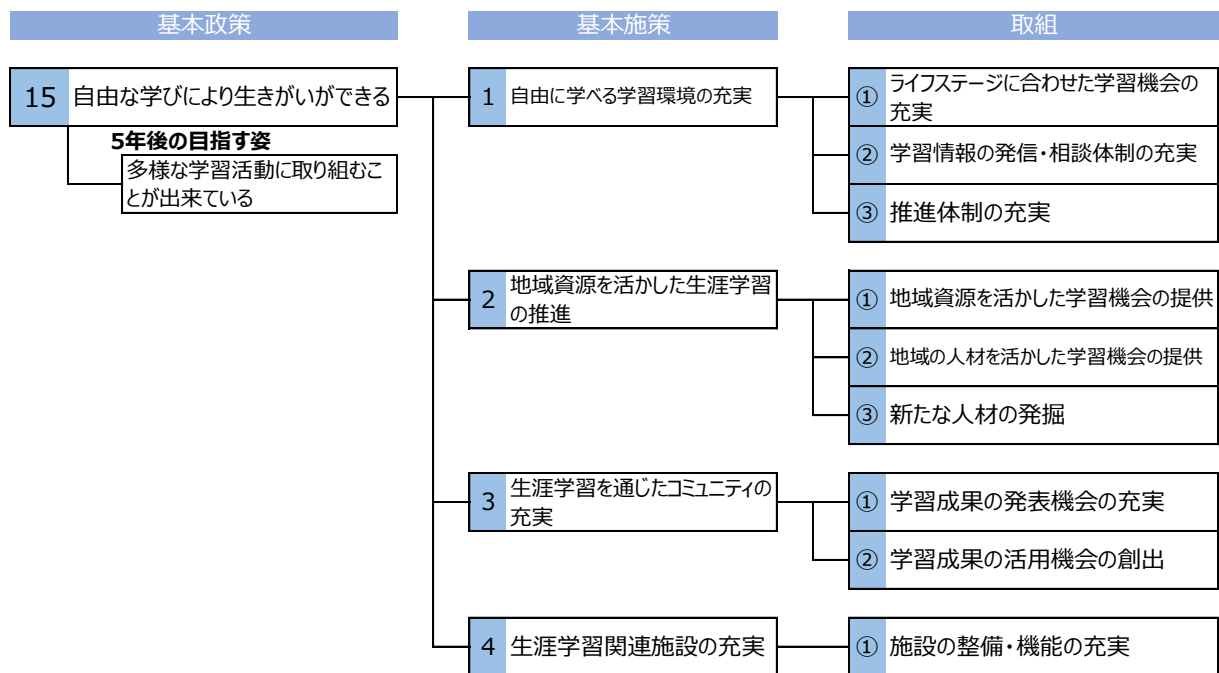 基本政策
基本施策
取組
15 自由な学びにより生きがいができる
5年後の目指す姿
多様な学習活動に取り組むこ
とが出来ている
1 自由に学べる学習環境の充実
① ライフステージに合わせた学習機会の
充実
② 学習情報の発信・相談体制の充実
③ 推進体制の充実
2 地域資源を活かした生涯学習
の推進
① 地域資源を活かした学習機会の提供
② 地域の人材を活かした学習機会の提供
③ 新たな人材の発掘
3 生涯学習を通じたコミュニティの
充実
① 学習成果の発表機会の充実
② 学習成果の活用機会の創出
4 生涯学習関連施設の充実
① 施設の整備・機能の充実